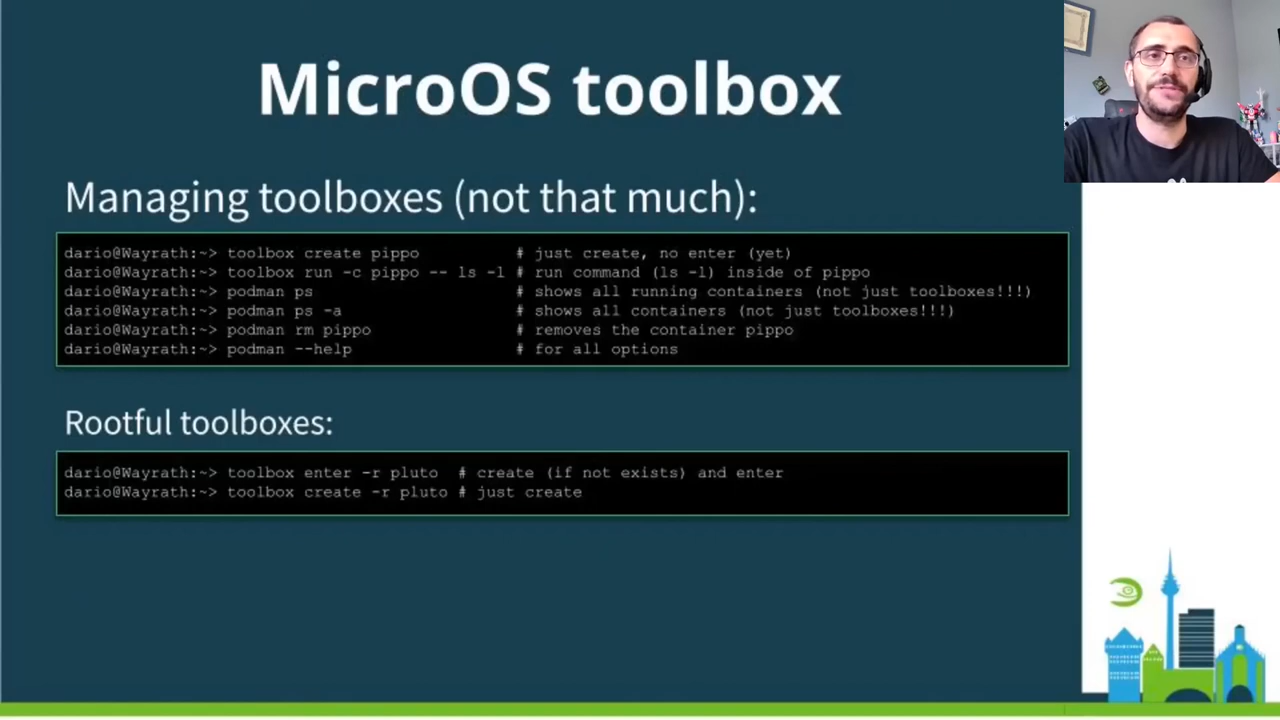 MicroOS toolbox
Managing toolboxes (not that much):
dario@Wayrath:~> toolbox create pippo # just create, no enter (yet)
dario@Wayrath:~> toolbox run -c pippo -- ls -l # run command (ls -l) inside of pippo
dario@Wayrath:~> podman ps # shows all running containers (not just toolboxes!!!)
dario@Wayrath:~> podman ps -a # shows all containers (not just toolboxes!!!)
dario@Wayrath:~> podman rm pippo # removes the container pippo
dario@Wayrath:~> podman --help # for all options
Rootful toolboxes:
dario@Wayrath:~> toolbox enter -r pluto # create (if not exists) and enter
dario@Wayrath:~> toolbox create -r pluto # just create